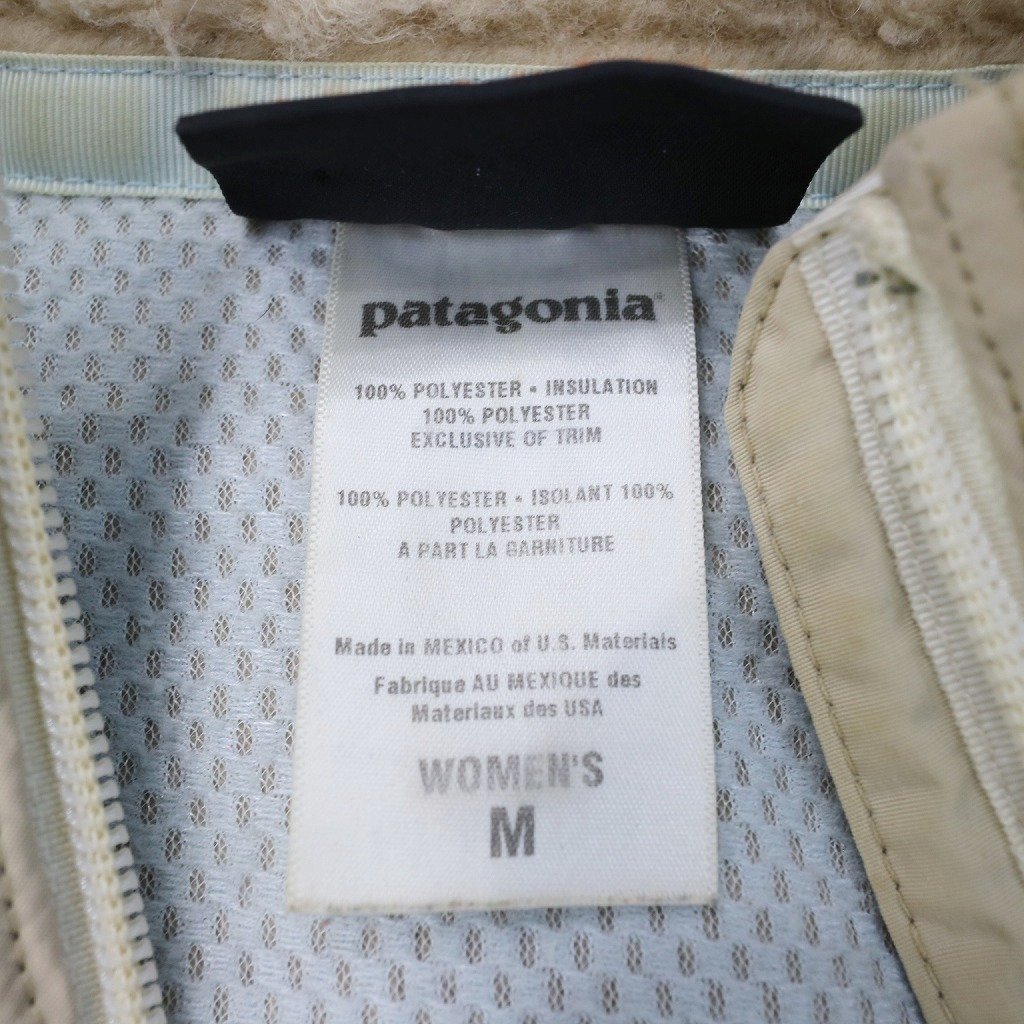 patagonia®
100% POLYESTER • INSULATION
100% POLYESTER
EXCLUSIVE OF TRIM
100% POLYESTER • ISOLANT 100%
POLYESTER
A PART LA GARNITURE
Made in MEXICO of U.S. Materials
Fabrique AU MEXIQUE des
Materiaux des USA
WOMEN'S
M